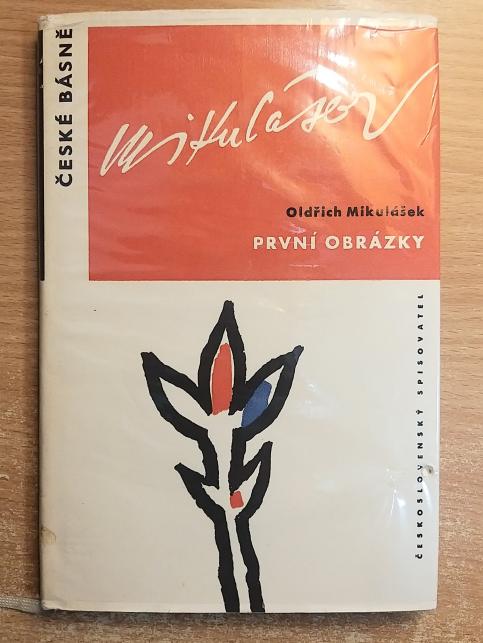 ČESKÉ BÁSNĚ
Mikulášek
Oldřich Mikulášek
PRVNÍ OBRÁZKY
ČESKOSLOVENSKÝ SPISOVATEL